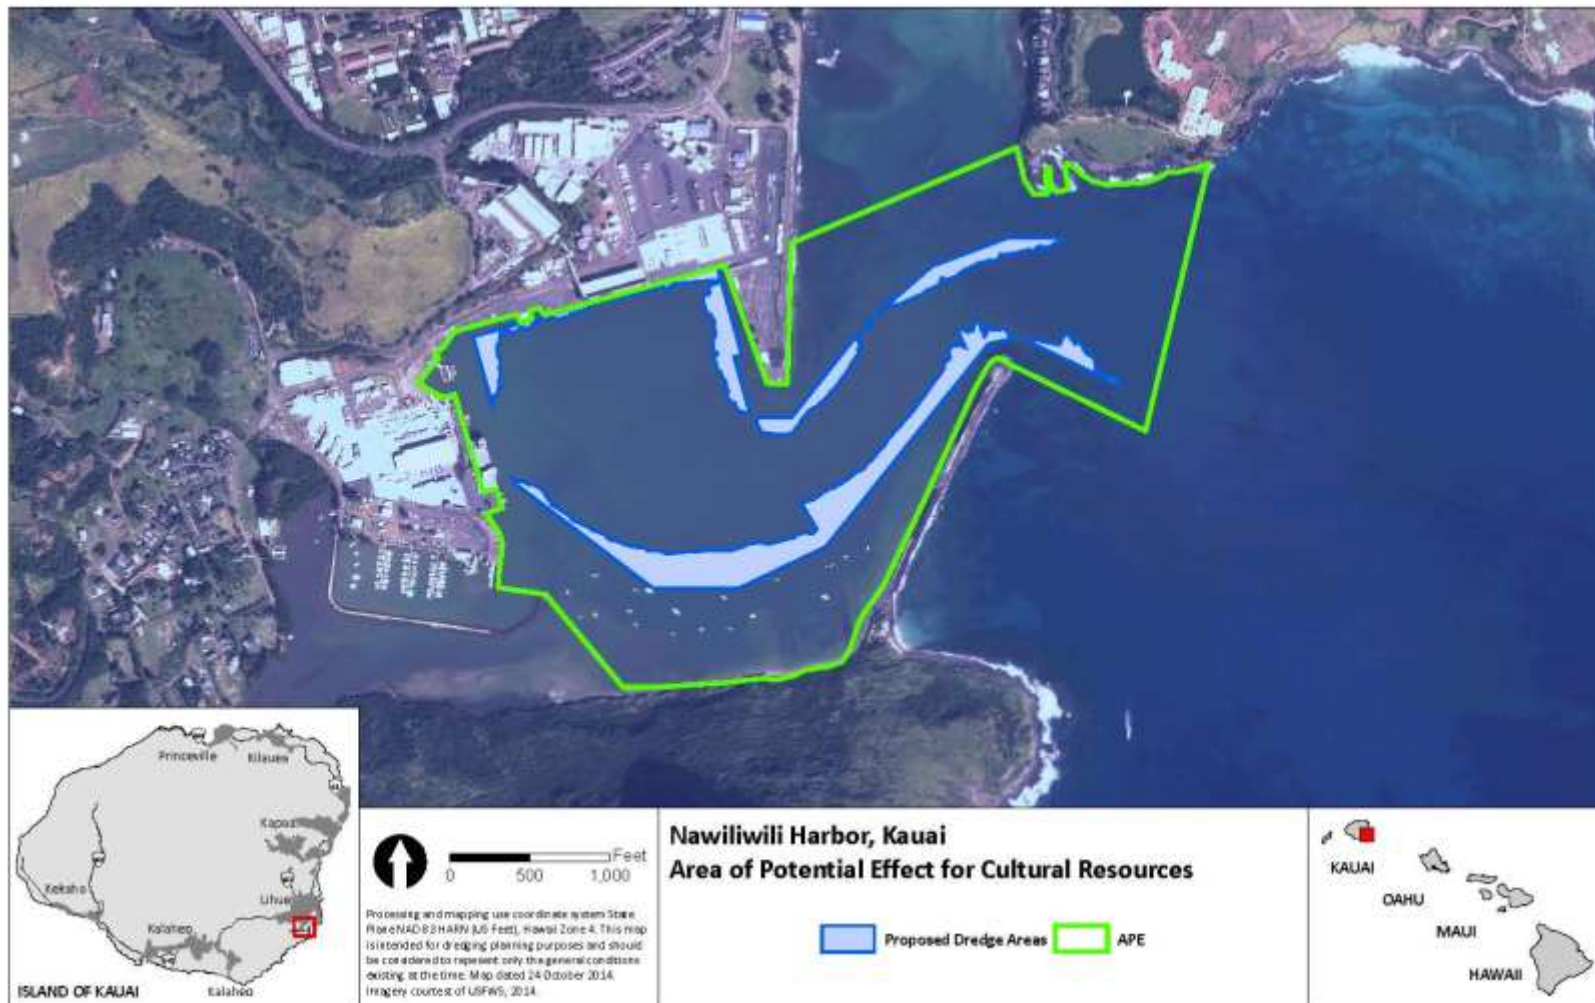 Princeville
Kilauea
Kapaa
Kekaha
Lihue
Kalaheo
Kalaheo
ISLAND OF KAUAI
Feet
0 500 1,000
Processing and mapping use coordinate system State
Plane NAD 83 HARN (US Feet), Hawaii Zone 4. This map
is intended for dredging planning purposes and should
be considered to represent only the general conditions
existing at the time. Map dated 24 October 2014.
Imagery courtesy of USFWS, 2014.
Nawiliwili Harbor, Kauai
Area of Potential Effect for Cultural Resources
Proposed Dredge Areas
APE
KAUAI
OAHU
MAUI
HAWAII